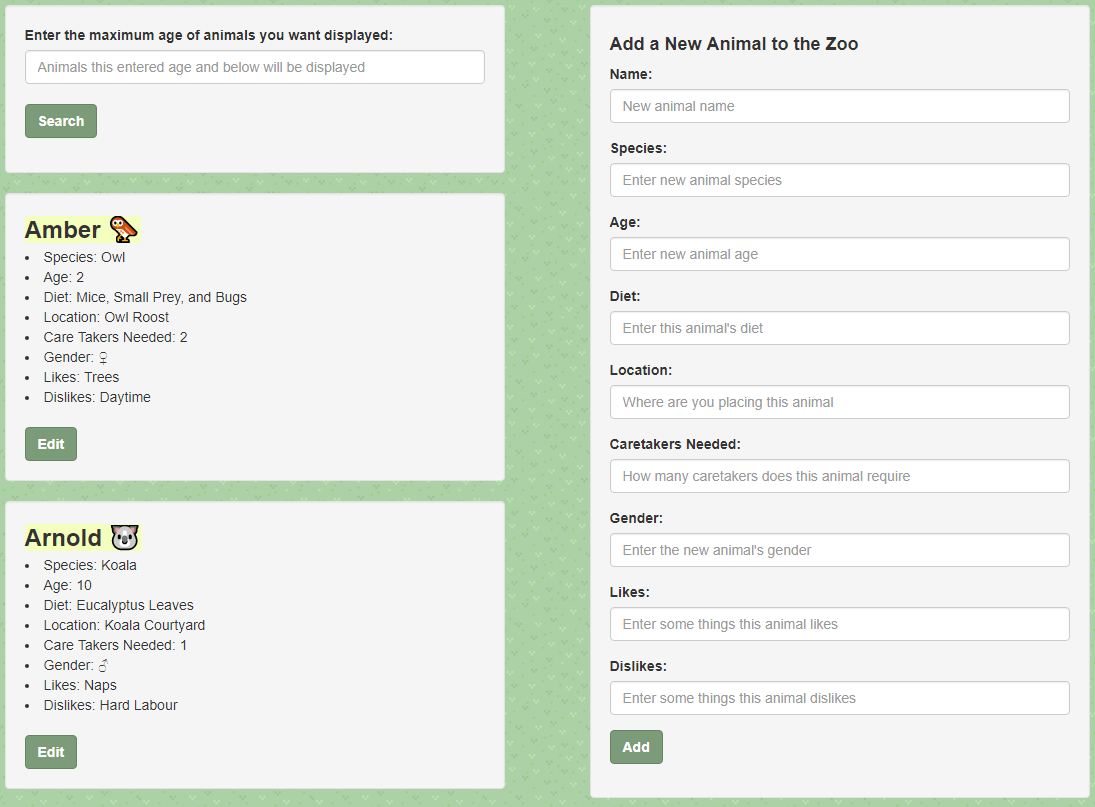 Enter the maximum age of animals you want displayed:
Animals this entered age and below will be displayed
Search
Amber
Species: Owl
Age: 2
Diet: Mice, Small Prey, and Bugs
Location: Owl Roost
Care Takers Needed: 2
Gender: ♀
Likes: Trees
Dislikes: Daytime
Edit
Arnold
Species: Koala
Age: 10
Diet: Eucalyptus Leaves
Location: Koala Courtyard
Care Takers Needed: 1
Gender: ♂
Likes: Naps
Dislikes: Hard Labour
Edit
Add a New Animal to the Zoo
Name:
New animal name
Species:
Enter new animal species
Age:
Enter new animal age
Diet:
Enter this animal's diet
Location:
Where are you placing this animal
Caretakers Needed:
How many caretakers does this animal require
Gender:
Enter the new animal's gender
Likes:
Enter some things this animal likes
Dislikes:
Enter some things this animal dislikes
Add